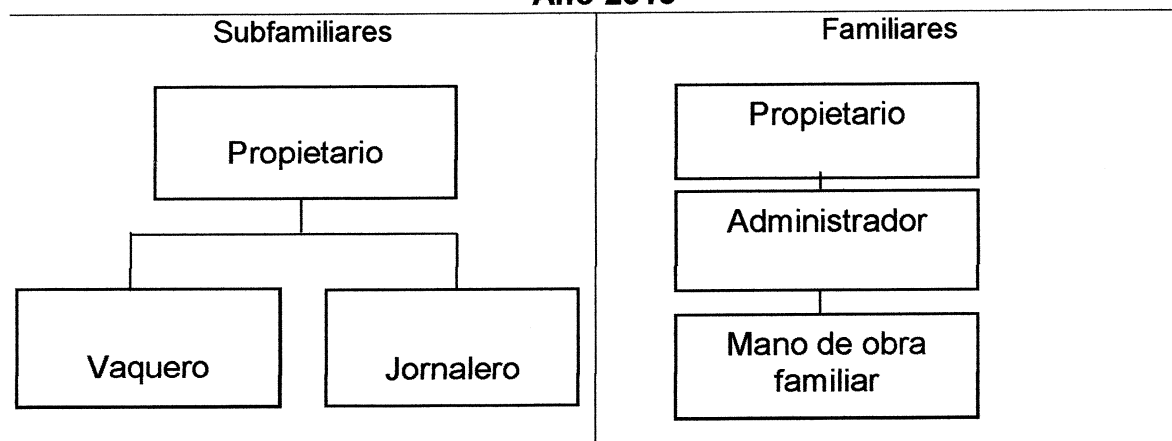 Subfamiliares
Propietario
Vaquero
Jornalero
Familiares
Propietario
Administrador
Mano de obra
familiar